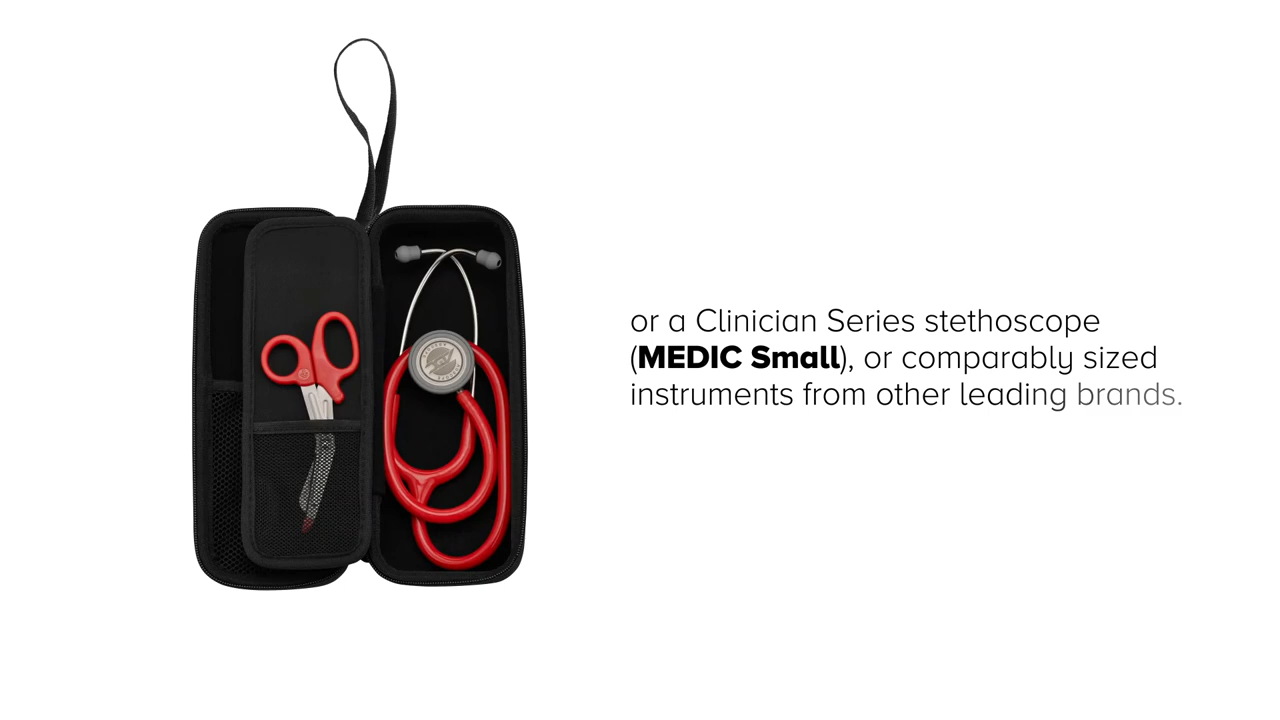 or a Clinician Series stethoscope
(MEDIC Small), or comparably sized
instruments from other leading brands.